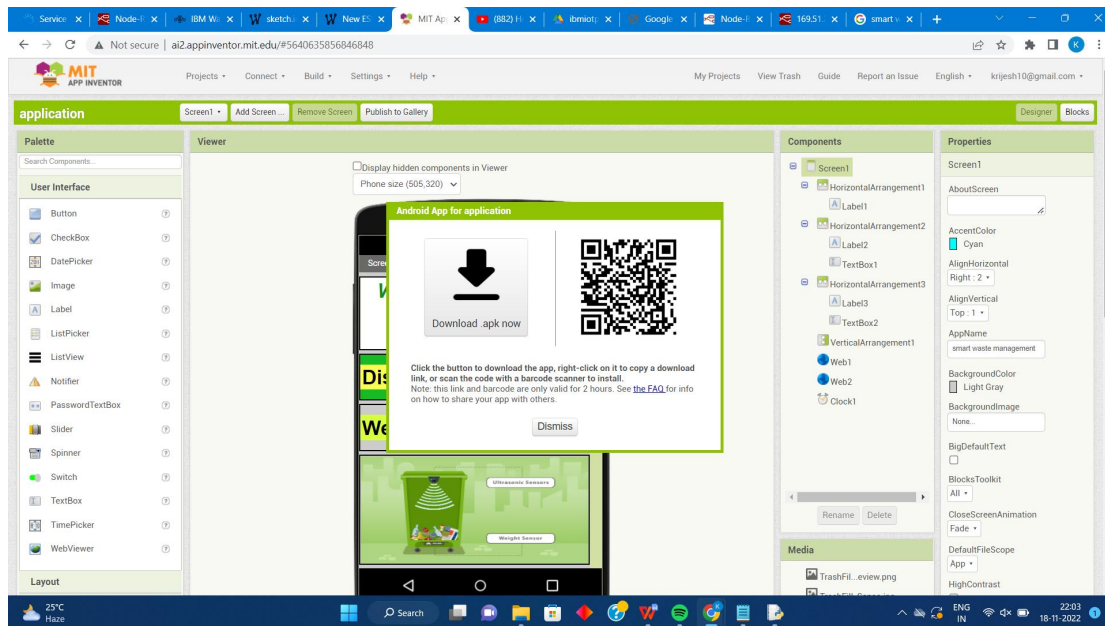 Service
Node-R
IBM Wa
sketch
New ES
MIT Ap
(882) H
ibmiotp
Google
Node-R
169.51.
smart w
Not secure | ai2.appinventor.mit.edu/#5640635856846848
K
MIT
APP INVENTOR
Projects
Connect
Build
Settings
Help
My Projects
View Trash
Guide
Report an Issue
English
krijesh10@gmail.com
application
Screen1
Add Screen ...
Remove Screen
Publish to Gallery
Designer
Blocks
Palette
Search Components...
User Interface
Button
CheckBox
DatePicker
Image
Label
ListPicker
ListView
Notifier
PasswordTextBox
Slider
Spinner
Switch
TextBox
TimePicker
WebViewer
Layout
Viewer
Display hidden components in Viewer
Phone size (505,320)
Scree
Dis
We
Android App for application
Download .apk now
Click the button to download the app, right-click on it to copy a download
link, or scan the code with a barcode scanner to install.
Note: this link and barcode are only valid for 2 hours. See the FAQ for info
on how to share your app with others.
Dismiss
Ultrasonic Sensors
Weight Sensor
Components
Screen1
HorizontalArrangement1
Label1
HorizontalArrangement2
Label2
TextBox1
HorizontalArrangement3
Label3
TextBox2
VerticalArrangement1
Web1
Web2
Clock1
Rename
Delete
Media
TrashFil...eview.png
Properties
Screen1
AboutScreen
AccentColor
Cyan
AlignHorizontal
Right : 2
AlignVertical
Top : 1
AppName
smart waste management
BackgroundColor
Light Gray
BackgroundImage
None...
BigDefaultText
BlocksToolkit
All
CloseScreenAnimation
Fade
DefaultFileScope
App
HighContrast
25°C
Haze
Search
ENG
IN
22:03
18-11-2022
1